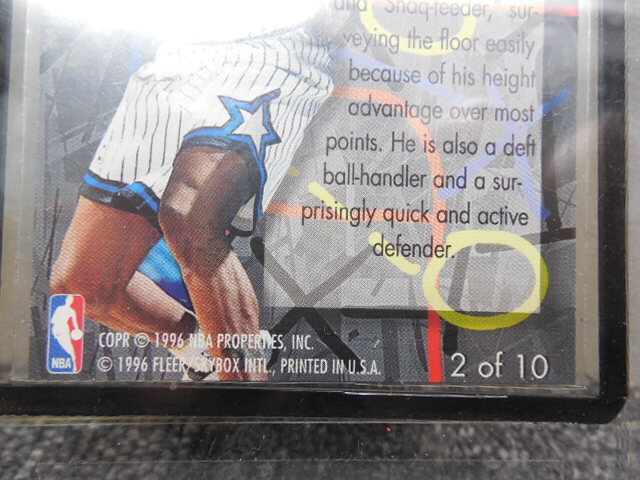 and "Shaq-feeder," sur-
veying the floor easily
because of his height
advantage over most
points. He is also a deft
ball-handler and a sur-
prisingly quick and active
defender.
NBA
COPR © 1996 NBA PROPERTIES, INC.
© 1996 FLEER/SKYBOX INTL., PRINTED IN U.S.A.
2 of 10